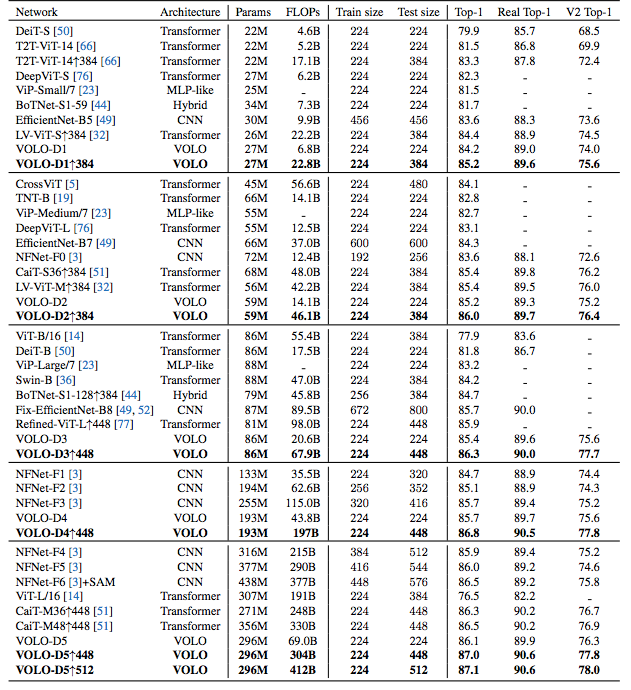 Network Architecture Params FLOPs Train size Test size Top-1 Real Top-1 V2 Top-1
DeiT-S [50] Transformer 22M 4.6B 224 224 79.9 85.7 68.5
T2T-ViT-14 [66] Transformer 22M 5.2B 224 224 81.5 86.8 69.9
T2T-ViT-14↑384 [66] Transformer 22M 17.1B 224 384 83.3 87.8 72.4
DeepViT-S [76] Transformer 27M 6.2B 224 224 82.3 - -
ViP-Small/7 [23] MLP-like 25M - 224 224 81.5 - -
BoTNet-S1-59 [44] Hybrid 34M 7.3B 224 224 81.7 - -
EfficientNet-B5 [49] CNN 30M 9.9B 456 456 83.6 88.3 73.6
LV-ViT-S↑384 [32] Transformer 26M 22.2B 224 384 84.4 88.9 74.5
VOLO-D1 VOLO 27M 6.8B 224 224 84.2 89.0 74.0
VOLO-D1↑384 VOLO 27M 22.8B 224 384 85.2 89.6 75.6
CrossViT [5] Transformer 45M 56.6B 224 480 84.1 - -
TNT-B [19] Transformer 66M 14.1B 224 224 82.8 - -
ViP-Medium/7 [23] MLP-like 55M - 224 224 82.7 - -
DeepViT-L [76] Transformer 55M 12.5B 224 224 83.1 - -
EfficientNet-B7 [49] CNN 66M 37.0B 600 600 84.3 - -
NFNet-F0 [3] CNN 72M 12.4B 192 256 83.6 88.1 72.6
CaiT-S36↑384 [51] Transformer 68M 48.0B 224 384 85.4 89.8 76.2
LV-ViT-M↑384 [32] Transformer 56M 42.2B 224 384 85.4 89.5 76.0
VOLO-D2 VOLO 59M 14.1B 224 224 85.2 89.3 75.2
VOLO-D2↑384 VOLO 59M 46.1B 224 384 86.0 89.7 76.4
ViT-B/16 [14] Transformer 86M 55.4B 224 384 77.9 83.6 -
DeiT-B [50] Transformer 86M 17.5B 224 224 81.8 86.7 -
ViP-Large/7 [23] MLP-like 88M - 224 224 83.2 - -
Swin-B [36] Transformer 88M 47.0B 224 384 84.2 - -
BoTNet-S1-128↑384 [44] Hybrid 79M 45.8B 256 384 84.7 - -
Fix-EfficientNet-B8 [49, 52] CNN 87M 89.5B 672 800 85.7 90.0 -
Refined-ViT-L↑448 [77] Transformer 81M 98.0B 224 448 85.9 - -
VOLO-D3 VOLO 86M 20.6B 224 224 85.4 89.6 75.6
VOLO-D3↑448 VOLO 86M 67.9B 224 448 86.3 90.0 77.7
NFNet-F1 [3] CNN 133M 35.5B 224 320 84.7 88.9 74.4
NFNet-F2 [3] CNN 194M 62.6B 256 352 85.1 88.9 74.3
NFNet-F3 [3] CNN 255M 115.0B 320 416 85.7 89.4 75.2
VOLO-D4 VOLO 193M 43.8B 224 224 85.7 89.7 75.6
VOLO-D4↑448 VOLO 193M 197B 224 448 86.8 90.5 77.8
NFNet-F4 [3] CNN 316M 215B 384 512 85.9 89.4 75.2
NFNet-F5 [3] CNN 377M 290B 416 544 86.0 89.2 74.6
NFNet-F6 [3]+SAM CNN 438M 377B 448 576 86.5 89.2 75.8
ViT-L/16 [14] Transformer 307M 191B 224 384 76.5 82.2 -
CaiT-M36↑448 [51] Transformer 271M 248B 224 448 86.3 90.2 76.7
CaiT-M48↑448 [51] Transformer 356M 330B 224 448 86.5 90.2 76.9
VOLO-D5 VOLO 296M 69.0B 224 224 86.1 89.9 76.3
VOLO-D5↑448 VOLO 296M 304B 224 448 87.0 90.6 77.8
VOLO-D5↑512 VOLO 296M 412B 224 512 87.1 90.6 78.0